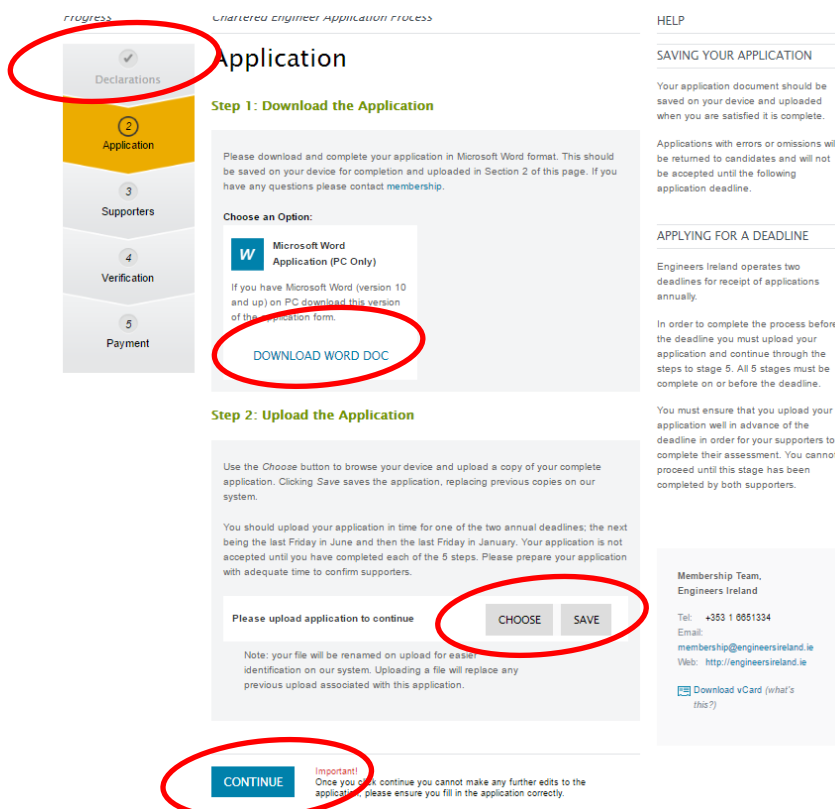 Progress
✓
Declarations
2
Application
3
Supporters
4
Verification
5
Payment
Chartered Engineer Application Process
Application
Step 1: Download the Application
Please download and complete your application in Microsoft Word format. This should
be saved on your device for completion and uploaded in Section 2 of this page. If you
have any questions please contact membership.
Choose an Option:
W
Microsoft Word
Application (PC Only)
If you have Microsoft Word (version 10
and up) on PC download this version
of the application form.
DOWNLOAD WORD DOC
Step 2: Upload the Application
Use the Choose button to browse your device and upload a copy of your complete
application. Clicking Save saves the application, replacing previous copies on our
system.
You should upload your application in time for one of the two annual deadlines; the next
being the last Friday in June and then the last Friday in January. Your application is not
accepted until you have completed each of the 5 steps. Please prepare your application
with adequate time to confirm supporters.
Please upload application to continue
CHOOSE
SAVE
Note: your file will be renamed on upload for easier
identification on our system. Uploading a file will replace any
previous upload associated with this application.
CONTINUE
Important!
Once you click continue you cannot make any further edits to the
application, please ensure you fill in the application correctly.
HELP
SAVING YOUR APPLICATION
Your application document should be
saved on your device and uploaded
when you are satisfied it is complete.
Applications with errors or omissions will
be returned to candidates and will not
be accepted until the following
application deadline.
APPLYING FOR A DEADLINE
Engineers Ireland operates two
deadlines for receipt of applications
annually.
In order to complete the process before
the deadline you must upload your
application and continue through the
steps to stage 5. All 5 stages must be
complete on or before the deadline.
You must ensure that you upload your
application well in advance of the
deadline in order for your supporters to
complete their assessment. You cannot
proceed until this stage has been
completed by both supporters.
Membership Team,
Engineers Ireland
Tel: +353 1 6651334
Email:
membership@engineersireland.ie
Web: http://engineersireland.ie
Download vCard (what's
this?)